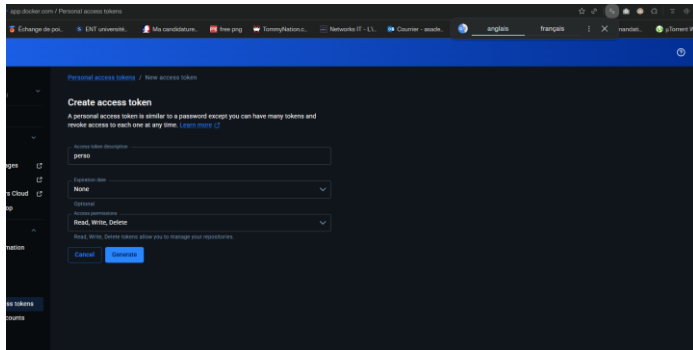 app.docker.com / Personal access tokens
Échange de poi.. ENT université.. Ma candidature.. free png TommyNation.c.. Networks IT - L'i.. Courrier - asade.. anglais français nandati..
Personal access tokens / New access token
Create access token
A personal access token is similar to a password except you can have many tokens and
revoke access to each one at any time. Learn more
Access token description
perso
Expiration date
ages
None
rs Cloud
Optional
op
Access permissions
Read, Write, Delete
Read, Write, Delete tokens allow you to manage your repositories.
mation
Cancel Generate
ess tokens
counts